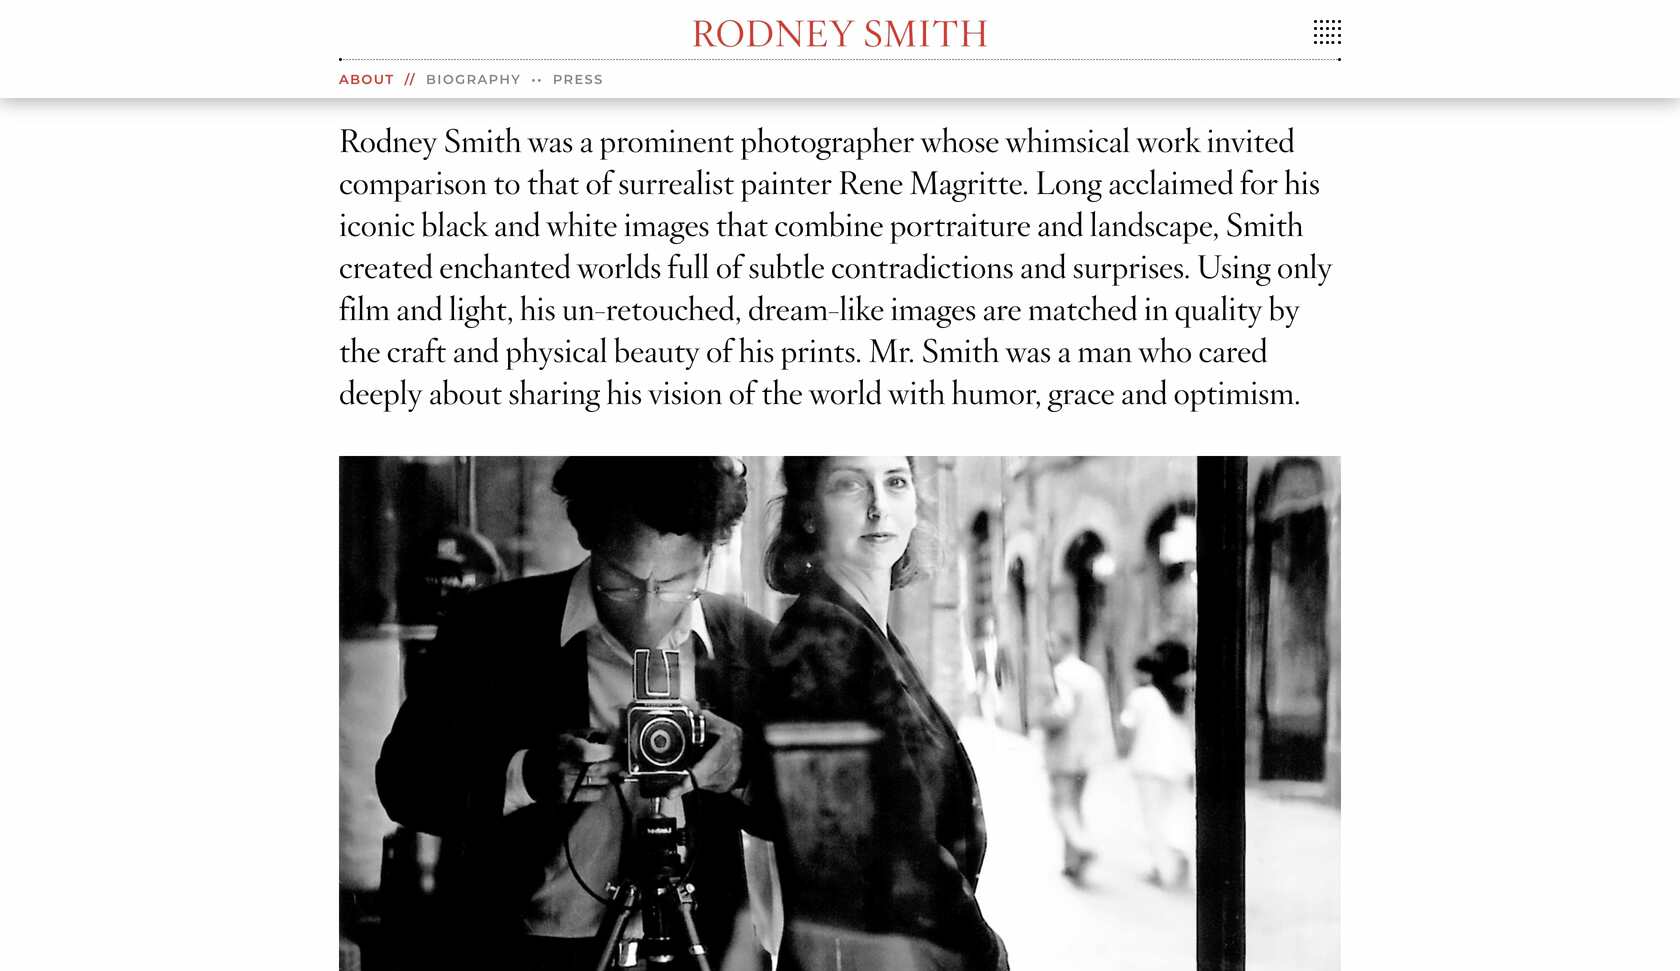 RODNEY SMITH
ABOUT // BIOGRAPHY •• PRESS
Rodney Smith was a prominent photographer whose whimsical work invited
comparison to that of surrealist painter Rene Magritte. Long acclaimed for his
iconic black and white images that combine portraiture and landscape, Smith
created enchanted worlds full of subtle contradictions and surprises. Using only
film and light, his un-retouched, dream-like images are matched in quality by
the craft and physical beauty of his prints. Mr. Smith was a man who cared
deeply about sharing his vision of the world with humor, grace and optimism.